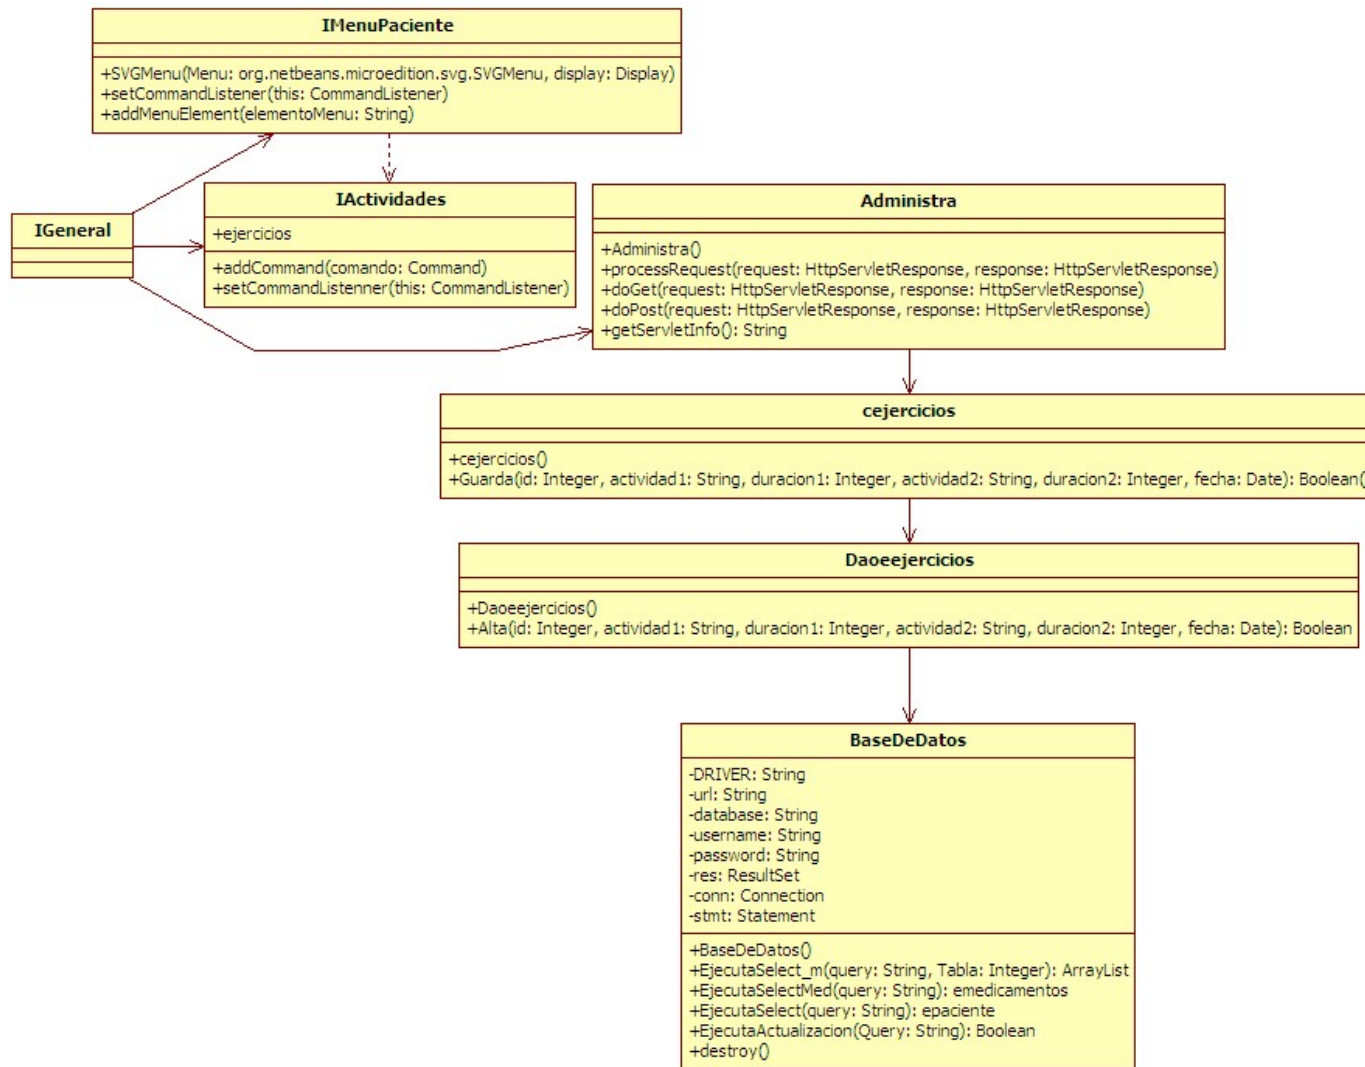 IMenuPaciente
+SVGMenu(Menu: org.netbeans.microedition.svg.SVGMenu, display: Display)
+setCommandListener(this: CommandListener)
+addMenuElement(elementoMenu: String)
IGeneral
IActividades
+ejercicios
+addCommand(comando: Command)
+setCommandListenner(this: CommandListener)
Administra
+Administra()
+processRequest(request: HttpServletResponse, response: HttpServletResponse)
+doGet(request: HttpServletResponse, response: HttpServletResponse)
+doPost(request: HttpServletResponse, response: HttpServletResponse)
+getServletInfo(): String
cejercicios
+cejercicios()
+Guarda(id: Integer, actividad1: String, duracion1: Integer, actividad2: String, duracion2: Integer, fecha: Date): Boolean(
Daoeejercicios
+Daoeejercicios()
+Alta(id: Integer, actividad1: String, duracion1: Integer, actividad2: String, duracion2: Integer, fecha: Date): Boolean
BaseDeDatos
-DRIVER: String
-url: String
-database: String
-username: String
-password: String
-res: ResultSet
-conn: Connection
-stmt: Statement
+BaseDeDatos()
+EjecutaSelect_m(query: String, Tabla: Integer): ArrayList
+EjecutaSelectMed(query: String): emedicamentos
+EjecutaSelect(query: String): epaciente
+EjecutaActualizacion(Query: String): Boolean
+destroy()